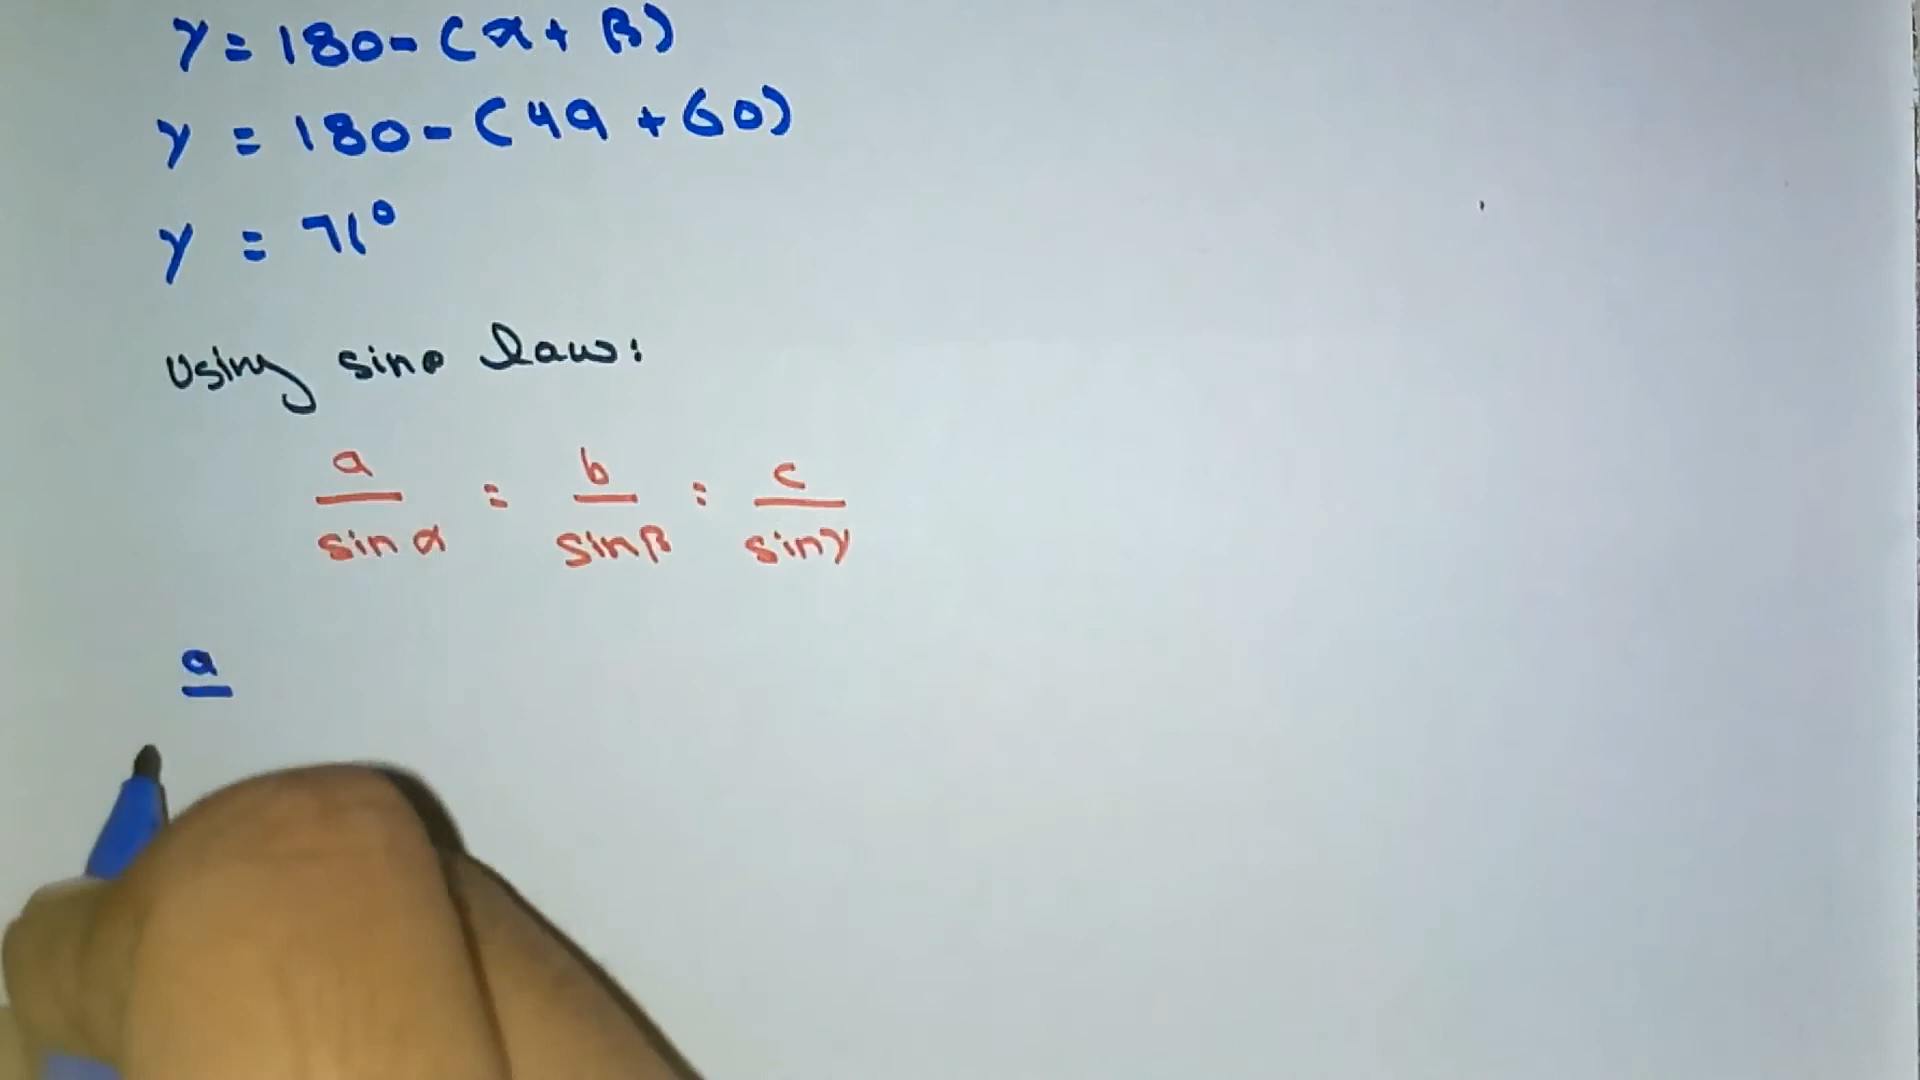 γ = 180 - (α + β)
γ = 180 - (49 + 60)
γ = 71°
Using sine law:
a/sin α = b/sin β = c/sin γ
a